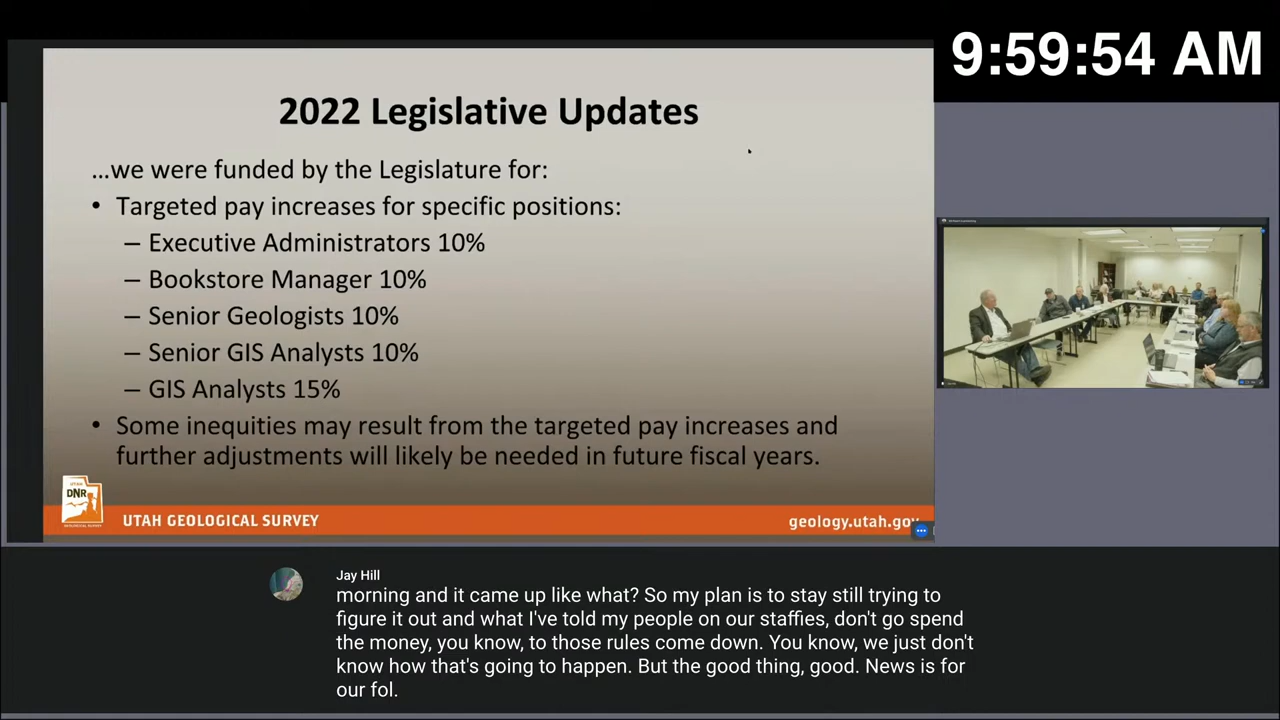 9:59:54 AM
2022 Legislative Updates
...we were funded by the Legislature for:
• Targeted pay increases for specific positions:
– Executive Administrators 10%
– Bookstore Manager 10%
– Senior Geologists 10%
– Senior GIS Analysts 10%
– GIS Analysts 15%
• Some inequities may result from the targeted pay increases and
further adjustments will likely be needed in future fiscal years.
UTAH
DNR
GEOLOGICAL SURVEY
UTAH GEOLOGICAL SURVEY
geology.utah.gov
Jay Hill
morning and it came up like what? So my plan is to stay still trying to
figure it out and what I've told my people on our staffies, don't go spend
the money, you know, to those rules come down. You know, we just don't
know how that's going to happen. But the good thing, good. News is for
our fol.